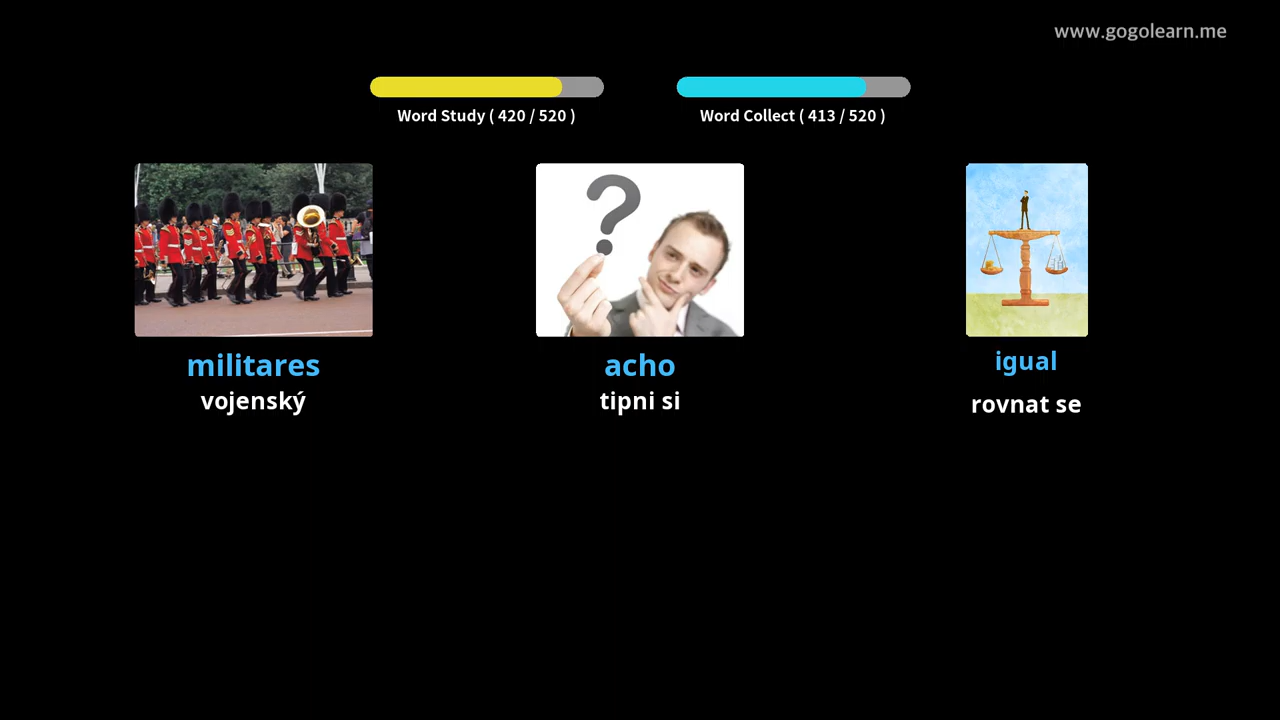 www.gogolearn.me
Word Study ( 420 / 520 )
Word Collect ( 413 / 520 )
militares
vojenský
acho
tipni si
igual
rovnat se